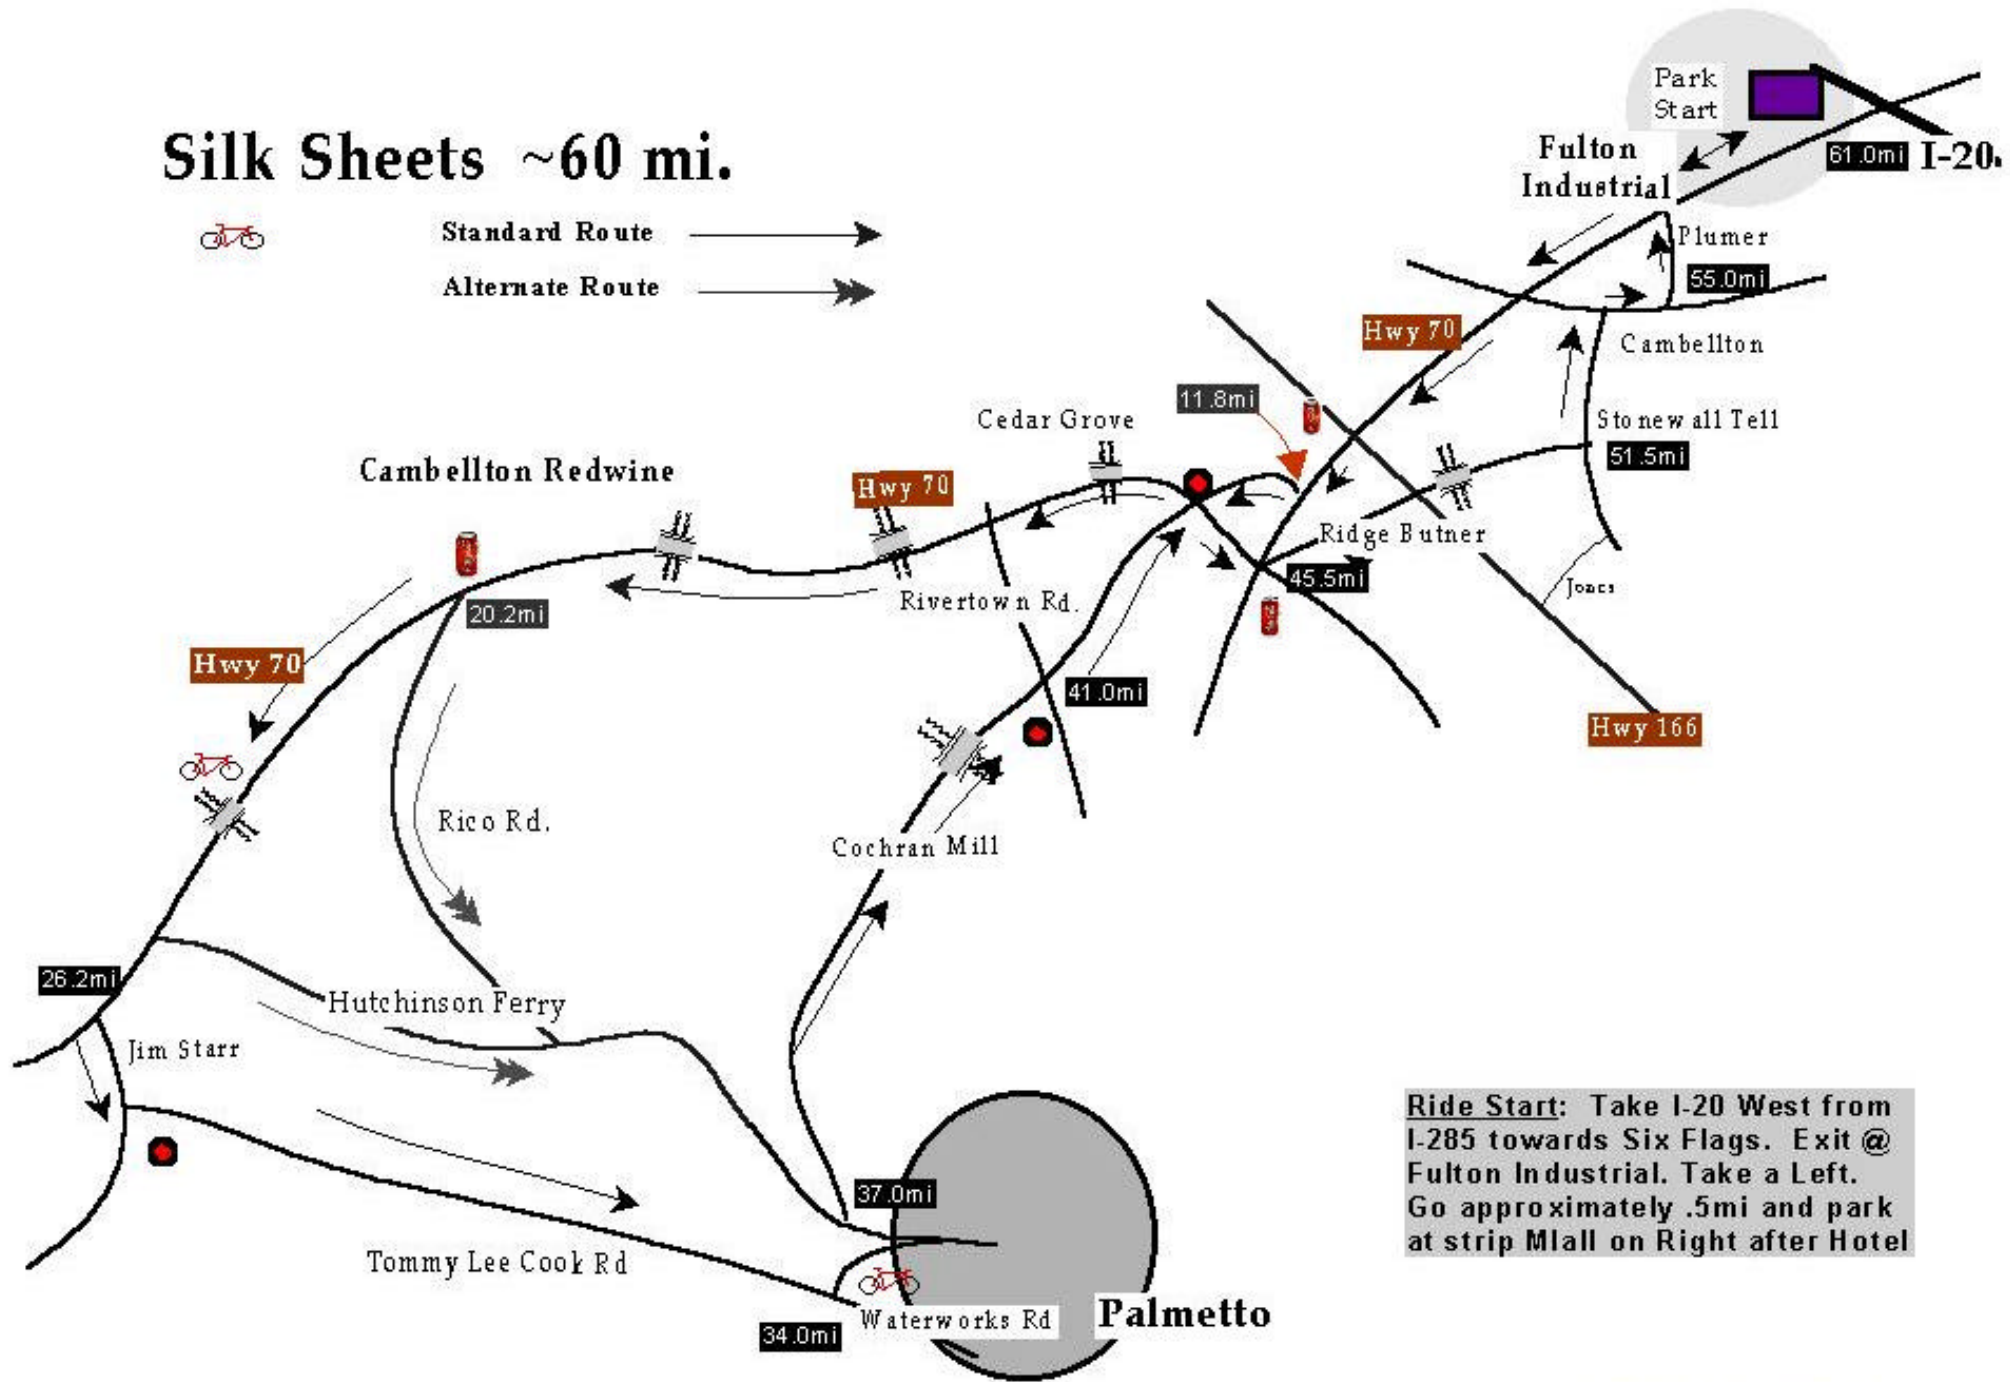 Park
Start
Silk Sheets ~60 mi.
Fulton
Industrial
61.0mi
I-20.
Standard Route
Plumer
55.0mi
Alternate Route
Hwy 70
Cambellton
11.8mi
Cedar Grove
Stonewall Tell
51.5mi
Cambellton Redwine
Hwy 70
Ridge Butner
45.5mi
Jones
20.2mi
Rivertown Rd.
Hwy 70
41.0mi
Hwy 166
Rico Rd.
Cochran Mill
26.2mi
Hutchinson Ferry
Jim Starr
37.0mi
Tommy Lee Cook Rd
Waterworks Rd
34.0mi
Palmetto
Ride Start: Take I-20 West from
I-285 towards Six Flags. Exit @
Fulton Industrial. Take a Left.
Go approximately .5mi and park
at strip Mlall on Right after Hotel